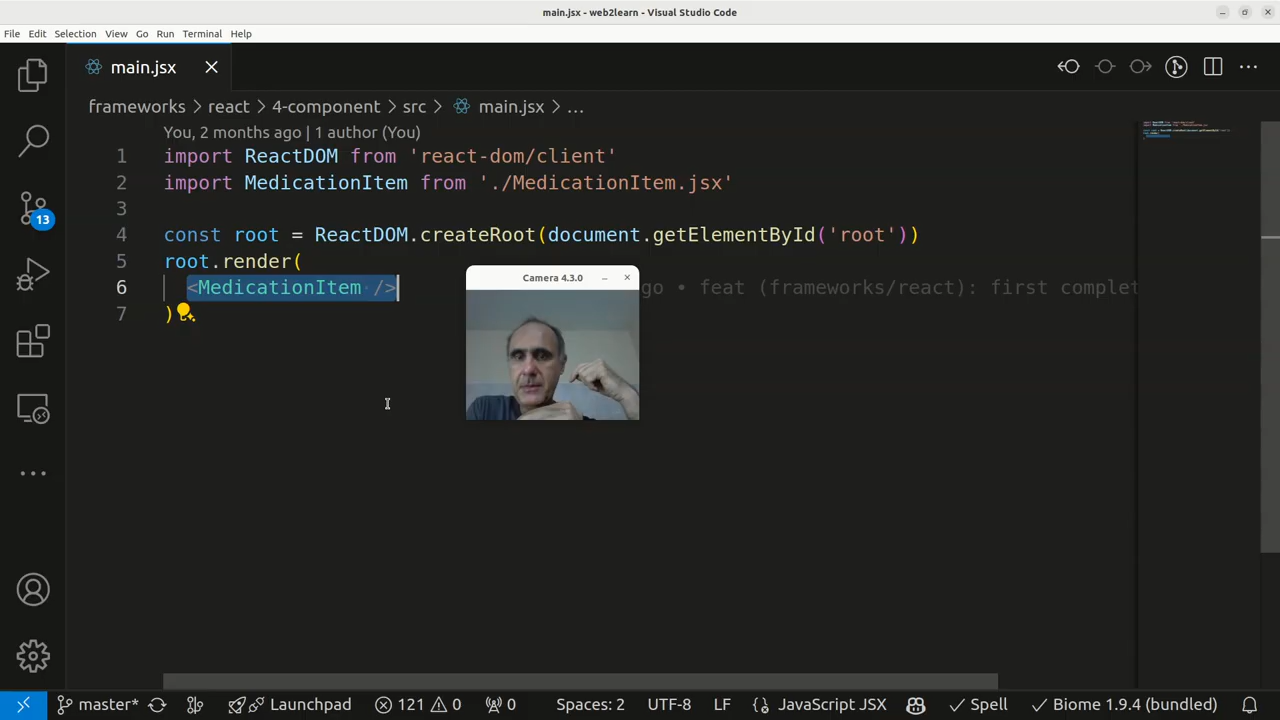 main.jsx - web2learn - Visual Studio Code
File Edit Selection View Go Run Terminal Help
main.jsx
frameworks > react > 4-component > src > main.jsx > ...
You, 2 months ago | 1 author (You)
1 import ReactDOM from 'react-dom/client'
2 import MedicationItem from './MedicationItem.jsx'
3
4 const root = ReactDOM.createRoot(document.getElementById('root'))
5 root.render(
6 <MedicationItem /> go • feat (frameworks/react): first complet
7 )
Camera 4.3.0
13
master* Launchpad 121 0 0 Spaces: 2 UTF-8 LF {} JavaScript JSX Spell Biome 1.9.4 (bundled)